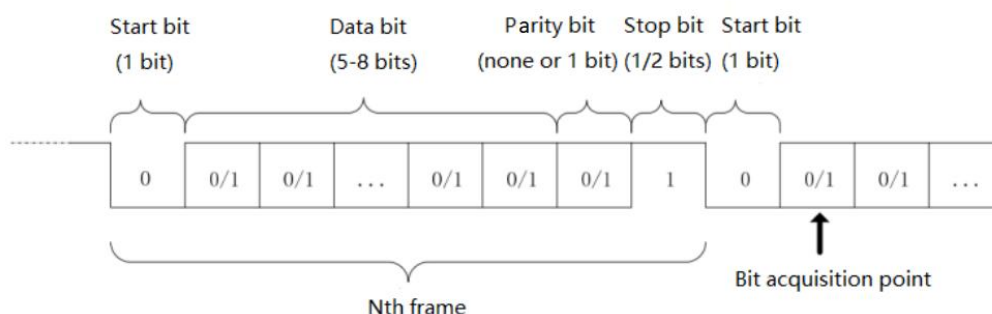 Start bit Data bit Parity bit Stop bit Start bit
(1 bit) (5-8 bits) (none or 1 bit) (1/2 bits) (1 bit)
0 0/1 0/1 ... 0/1 0/1 0/1 1 0 0/1 0/1 ...
Bit acquisition point
Nth frame